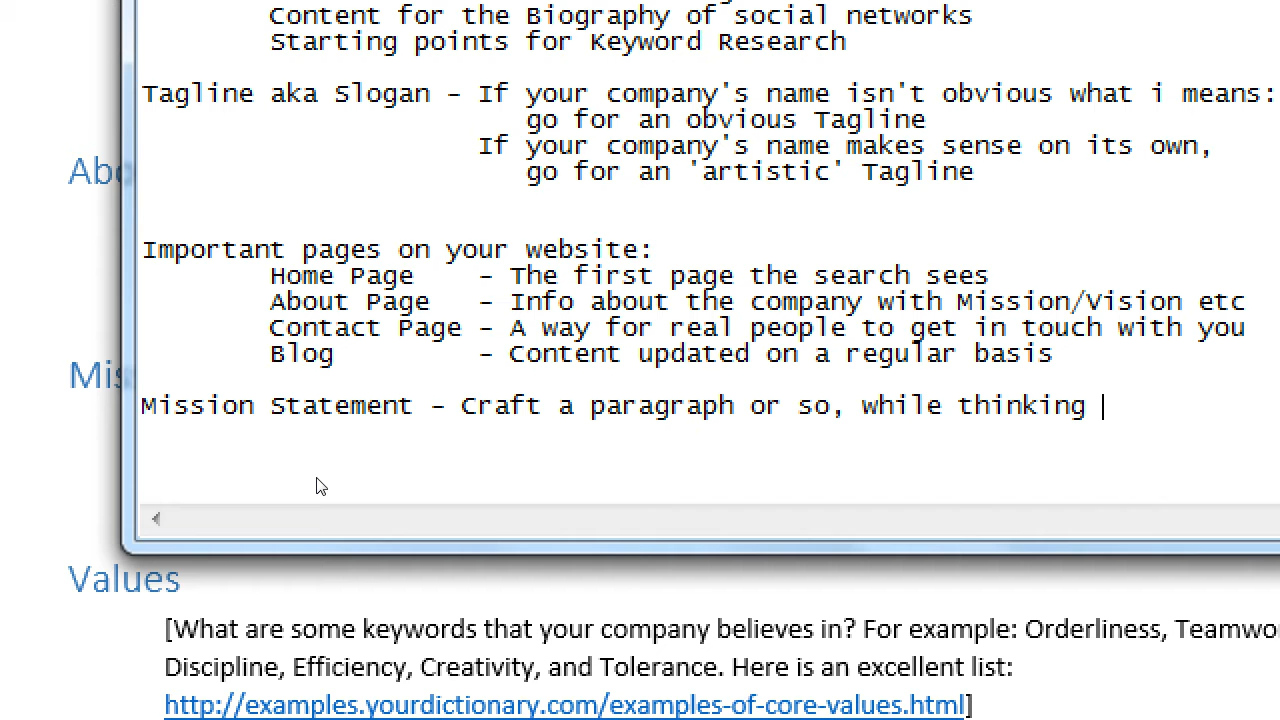 Content for the Biography of social networks
Starting points for Keyword Research
Tagline aka Slogan - If your company's name isn't obvious what i means:
go for an obvious Tagline
If your company's name makes sense on its own,
go for an 'artistic' Tagline
Important pages on your website:
Home Page - The first page the search sees
About Page - Info about the company with Mission/Vision etc
Contact Page - A way for real people to get in touch with you
Blog - Content updated on a regular basis
Mission Statement - Craft a paragraph or so, while thinking
Values
[What are some keywords that your company believes in? For example: Orderliness,
Discipline, Efficiency, Creativity, and Tolerance. Here is an excellent list:
http://examples.yourdictionary.com/examples-of-core-values.html]